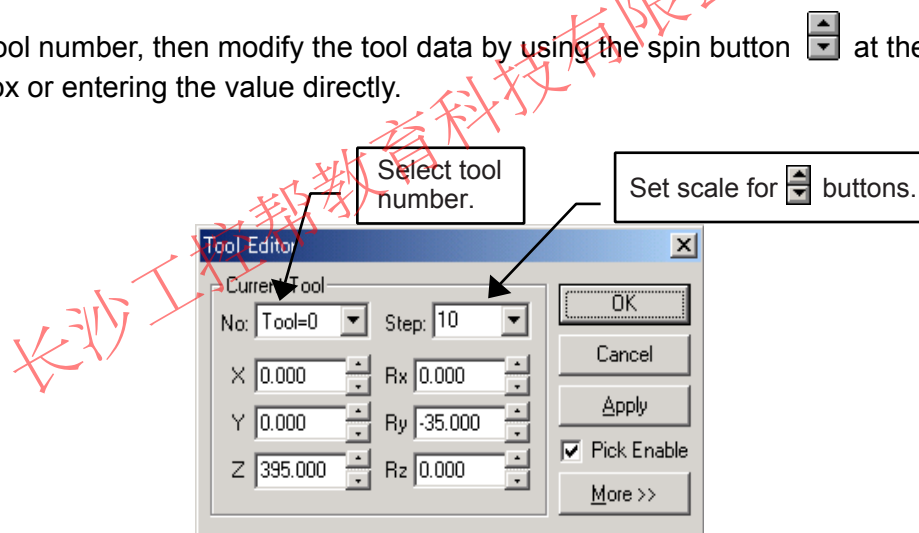 ool number, then modify the tool data by using the spin button at the
ox or entering the value directly.
Select tool
number.
Set scale for buttons.
Tool Editor
Current Tool
No: Tool=0 Step: 10 OK
Cancel
X 0.000 Rx 0.000
Apply
Y 0.000 Ry -35.000
Pick Enable
Z 395.000 Rz 0.000
More >>
长沙工控帮教育科技有限